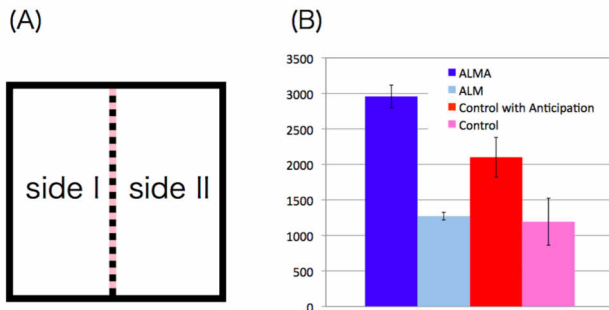 (A)
side I
side II
(B)
3500
3000
2500
2000
1500
1000
500
0
ALMA
ALM
Control with Anticipation
Control